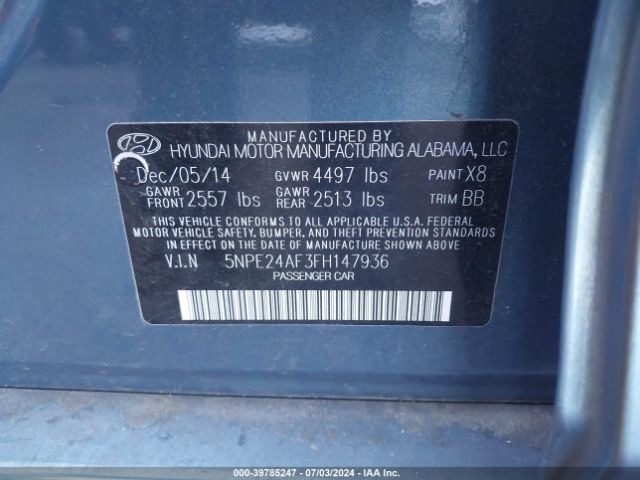 MANUFACTURED BY
HYUNDAI MOTOR MANUFACTURING ALABAMA, LLC
Dec/05/14 GVWR 4497 lbs PAINT X8
GAWR FRONT 2557 lbs GAWR REAR 2513 lbs TRIM BB
THIS VEHICLE CONFORMS TO ALL APPLICABLE U.S.A. FEDERAL
MOTOR VEHICLE SAFETY, BUMPER, AND THEFT PREVENTION STANDARDS
IN EFFECT ON THE DATE OF MANUFACTURE SHOWN ABOVE
V.I.N 5NPE24AF3FH147936
PASSENGER CAR
000-39785247 - 07/03/2024 - IAA Inc.